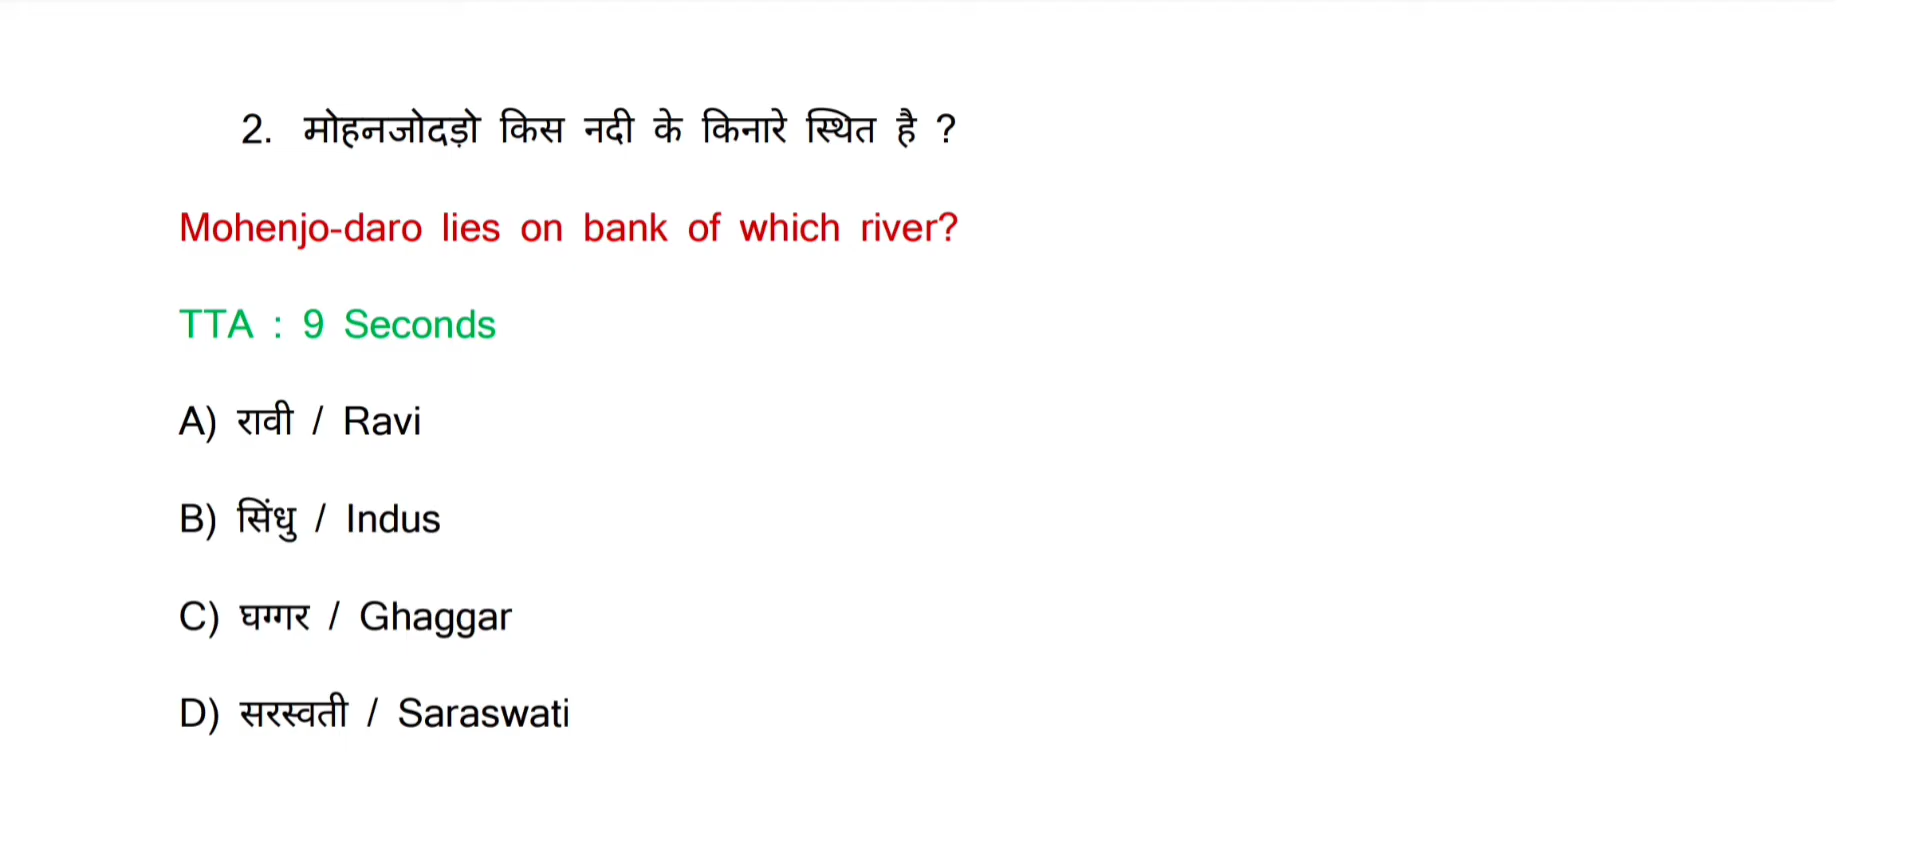 2. मोहनजोदड़ो किस नदी के किनारे स्थित है ?
Mohenjo-daro lies on bank of which river?
TTA : 9 Seconds
A) रावी / Ravi
B) सिंधु / Indus
C) घग्गर / Ghaggar
D) सरस्वती / Saraswati